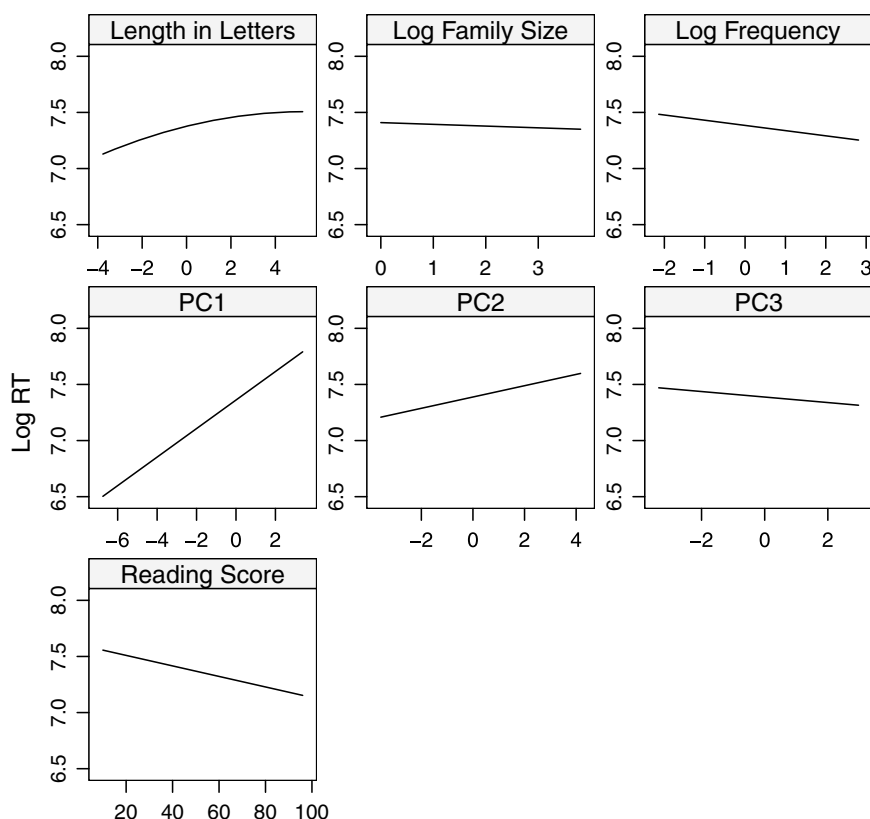 Length in Letters
Log Family Size
Log Frequency
6.5 7.0 7.5 8.0
6.5 7.0 7.5 8.0
6.5 7.0 7.5 8.0
−4 −2 0 2 4
0 1 2 3
−2 −1 0 1 2 3
PC1
PC2
PC3
Log RT
6.5 7.0 7.5 8.0
6.5 7.0 7.5 8.0
6.5 7.0 7.5 8.0
−6 −4 −2 0 2
−2 0 2 4
−2 0 2
Reading Score
6.5 7.0 7.5 8.0
20 40 60 80 100